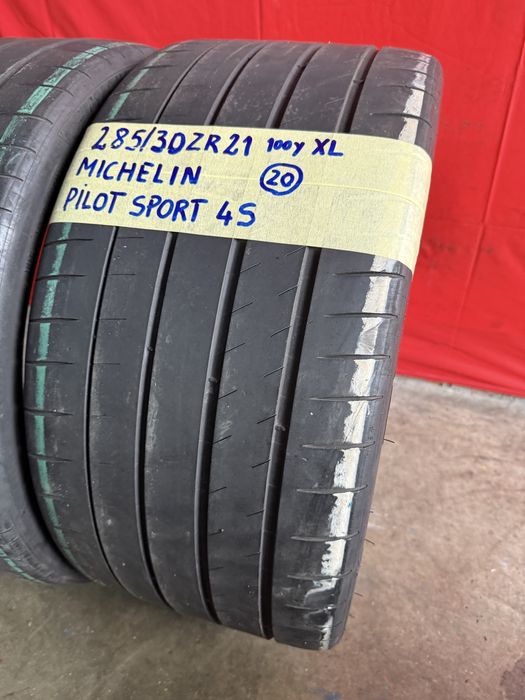 285/30ZR21 100y XL
MICHELIN 20
PILOT SPORT 4S